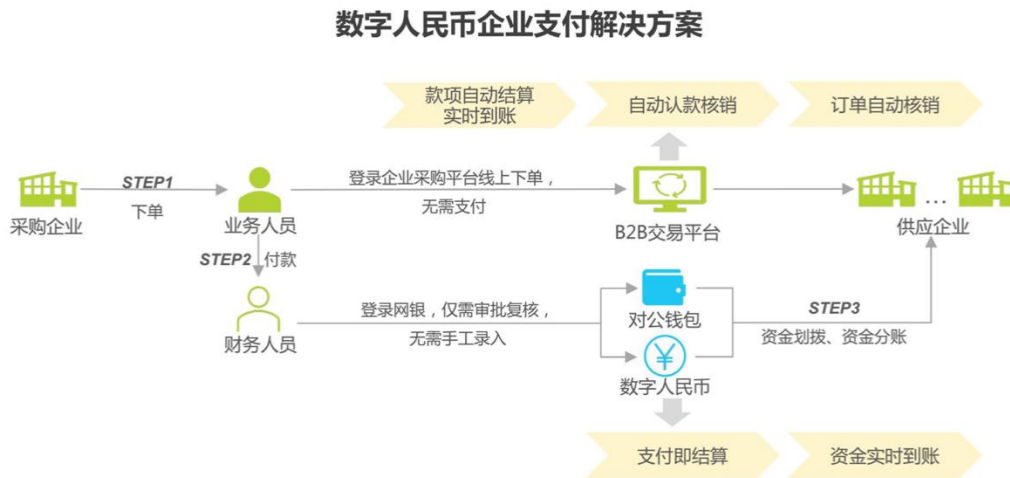 数字人民币企业支付解决方案
款项自动结算
实时到账
自动认款核销
订单自动核销
STEP1
下单
采购企业
业务人员
登录企业采购平台线上下单，
无需支付
B2B交易平台
...
供应企业
STEP2 付款
财务人员
登录网银，仅需审批复核，
无需手工录入
对公钱包
¥
数字人民币
STEP3
资金划拨、资金分账
支付即结算
资金实时到账